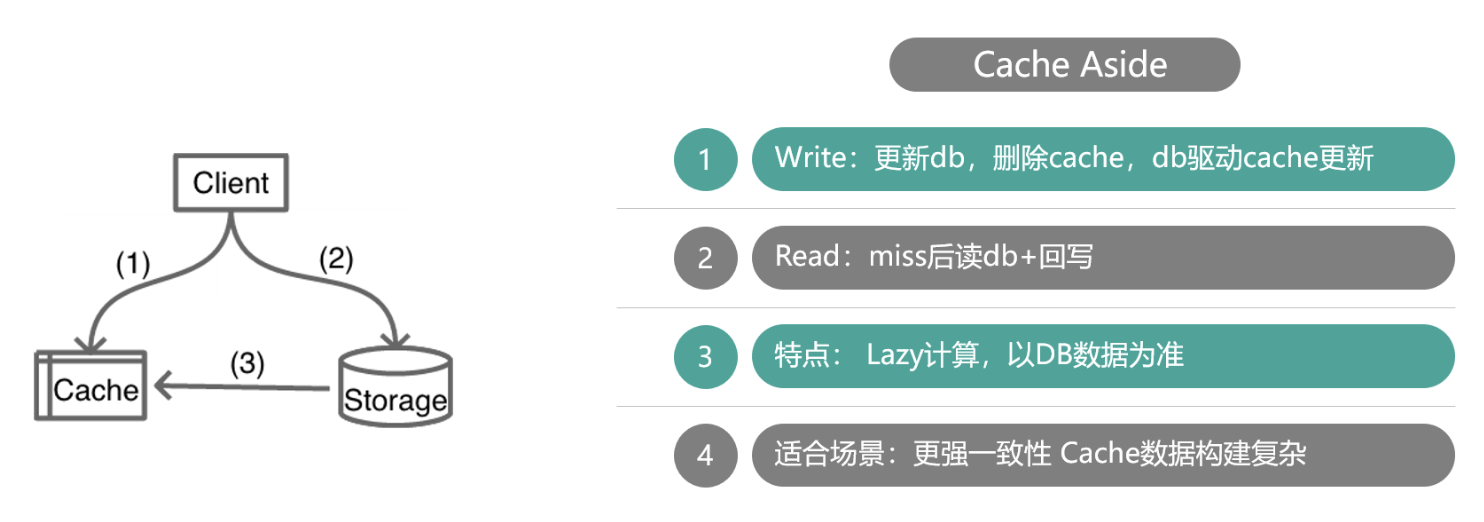 Cache Aside
Client
(1)
(2)
(3)
Cache
Storage
1
Write：更新db，删除cache，db驱动cache更新
2
Read：miss后读db+回写
3
特点： Lazy计算，以DB数据为准
4
适合场景：更强一致性 Cache数据构建复杂